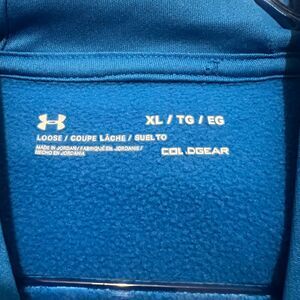 XL / TG / EG
LOOSE / COUPE LÂCHE / SUELTO
MADE IN JORDAN / FABRIQUÉ EN JORDANIE /
HECHO EN JORDANIA
COLDGEAR